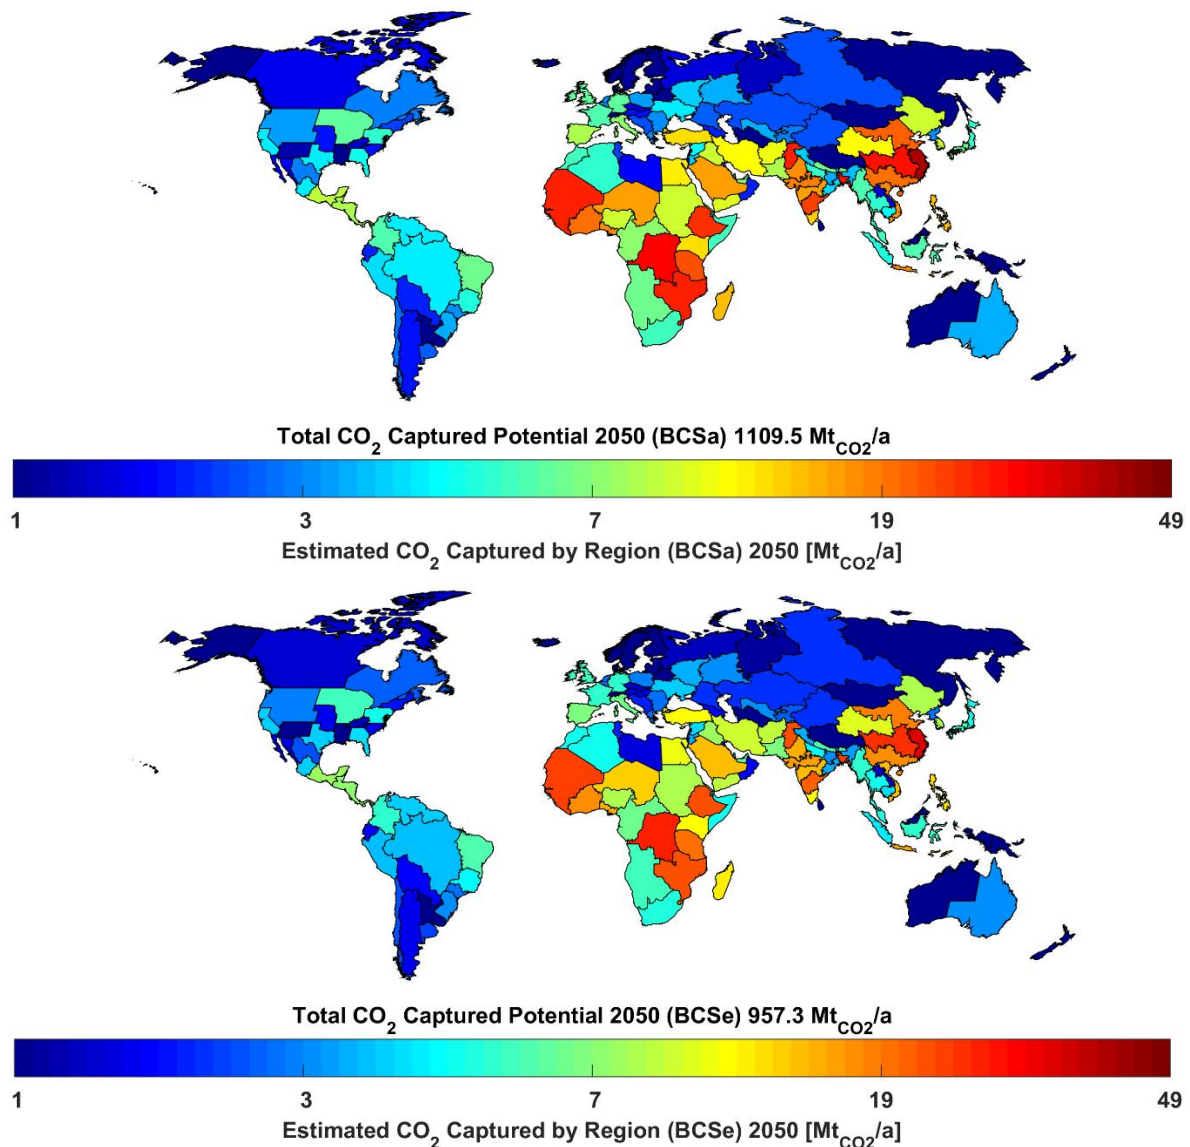 Total CO2 Captured Potential 2050 (BCSa) 1109.5 MtCO2/a
1 3 7 19 49
Estimated CO2 Captured by Region (BCSa) 2050 [MtCO2/a]
Total CO2 Captured Potential 2050 (BCSe) 957.3 MtCO2/a
1 3 7 19 49
Estimated CO2 Captured by Region (BCSe) 2050 [MtCO2/a]